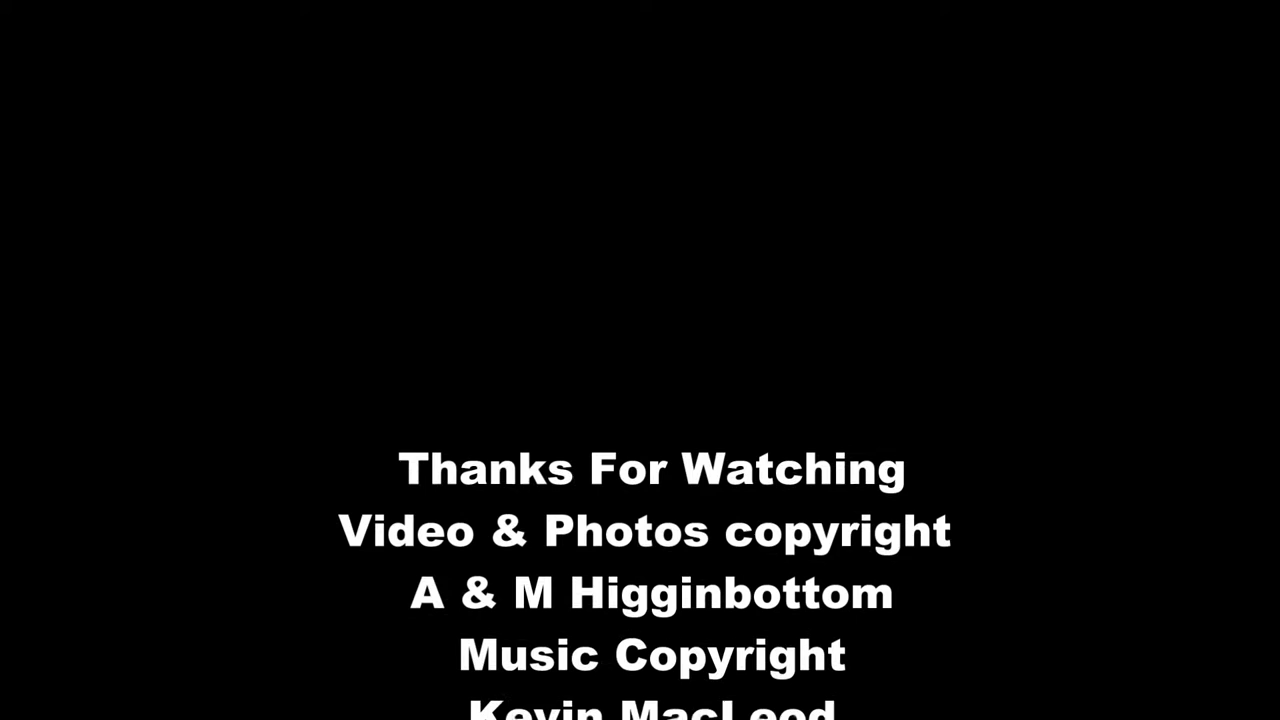 Thanks For Watching
Video & Photos copyright
A & M Higginbottom
Music Copyright
Kevin MacLeod